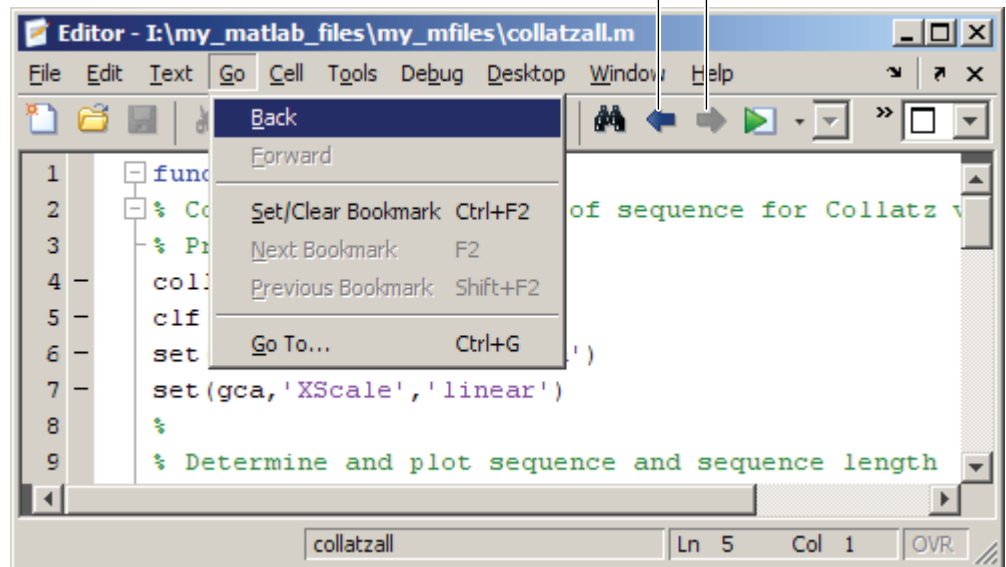 Editor - I:\my_matlab_files\my_mfiles\collatzall.m
File Edit Text Go Cell Tools Debug Desktop Window Help
Back
Forward
Set/Clear Bookmark Ctrl+F2
Next Bookmark F2
Previous Bookmark Shift+F2
Go To... Ctrl+G
1 func
2 % Co of sequence for Collatz
3 % Pr
4 - coll
5 - clf
6 - set ')
7 - set(gca,'XScale','linear')
8 %
9 % Determine and plot sequence and sequence length
collatzall Ln 5 Col 1 OVR